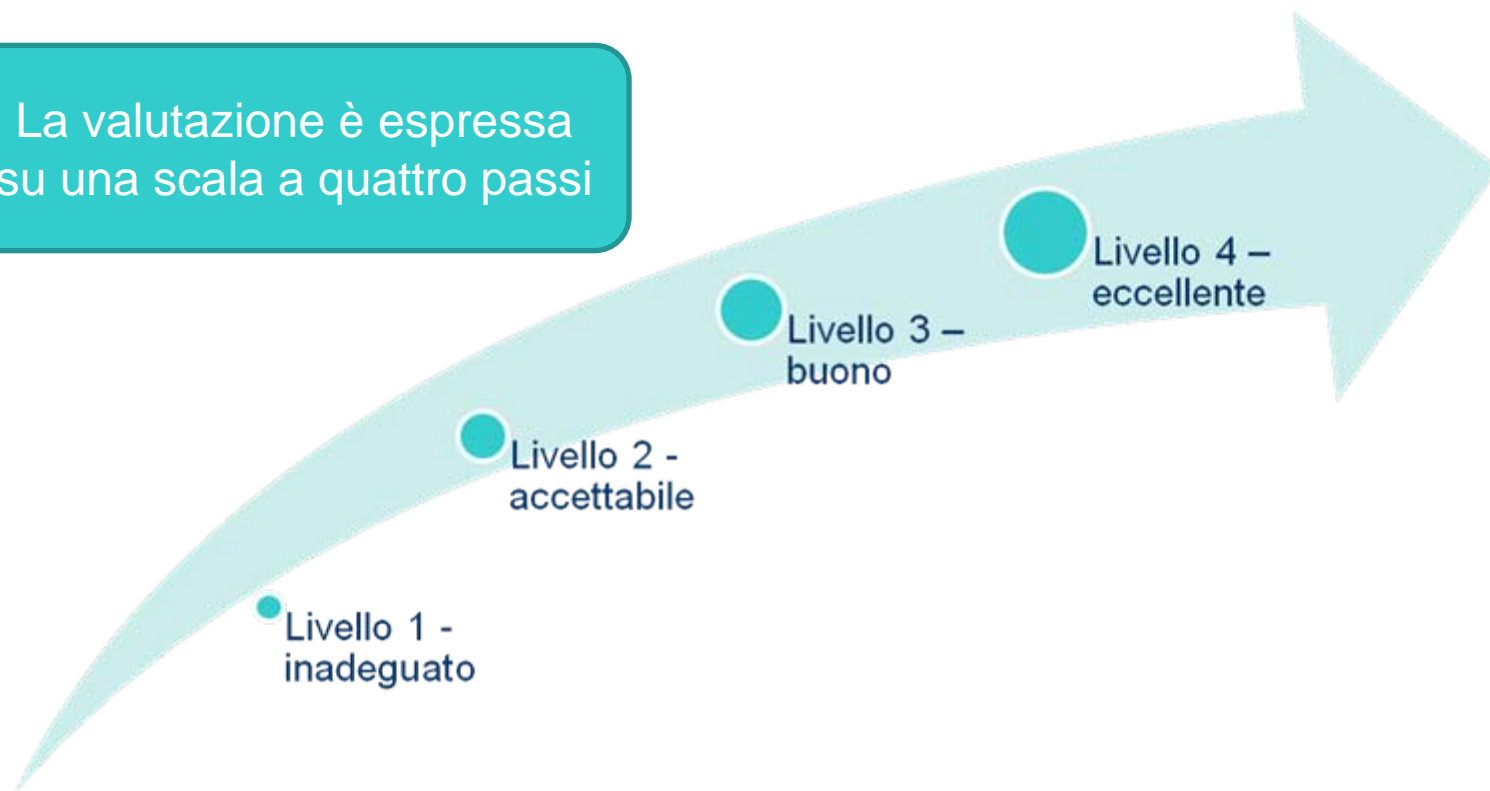 La valutazione è espressa
su una scala a quattro passi
Livello 4 –
eccellente
Livello 3 –
buono
Livello 2 -
accettabile
Livello 1 -
inadeguato